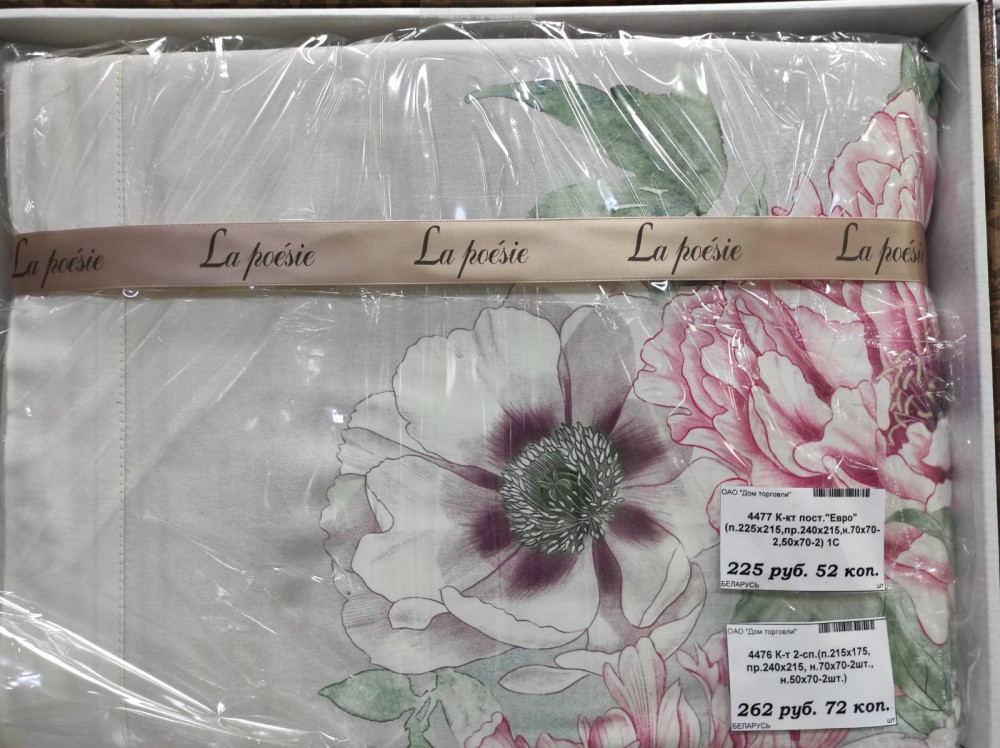 La poésie La poésie La poésie La poésie La poésie
ОАО "Дом торговли"
4477 К-кт пост."Евро"
(п.225х215,пр.240х215,н.70х70-
2,50х70-2) 1С
225 руб. 52 коп.
БЕЛАРУСЬ шт
ОАО "Дом торговли"
4476 К-т 2-сп.(п.215х175,
пр.240х215, н.70х70-2шт.,
н.50х70-2шт.)
262 руб. 72 коп.
БЕЛАРУСЬ шт